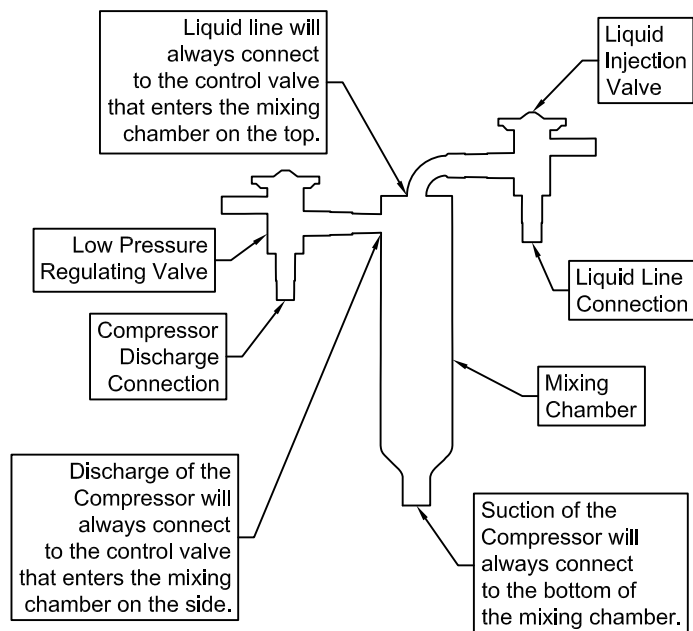 Liquid line will
always connect
to the control valve
that enters the mixing
chamber on the top.
Liquid
Injection
Valve
Low Pressure
Regulating Valve
Liquid Line
Connection
Compressor
Discharge
Connection
Mixing
Chamber
Discharge of the
Compressor will
always connect
to the control valve
that enters the mixing
chamber on the side.
Suction of the
Compressor will
always connect
to the bottom of
the mixing chamber.